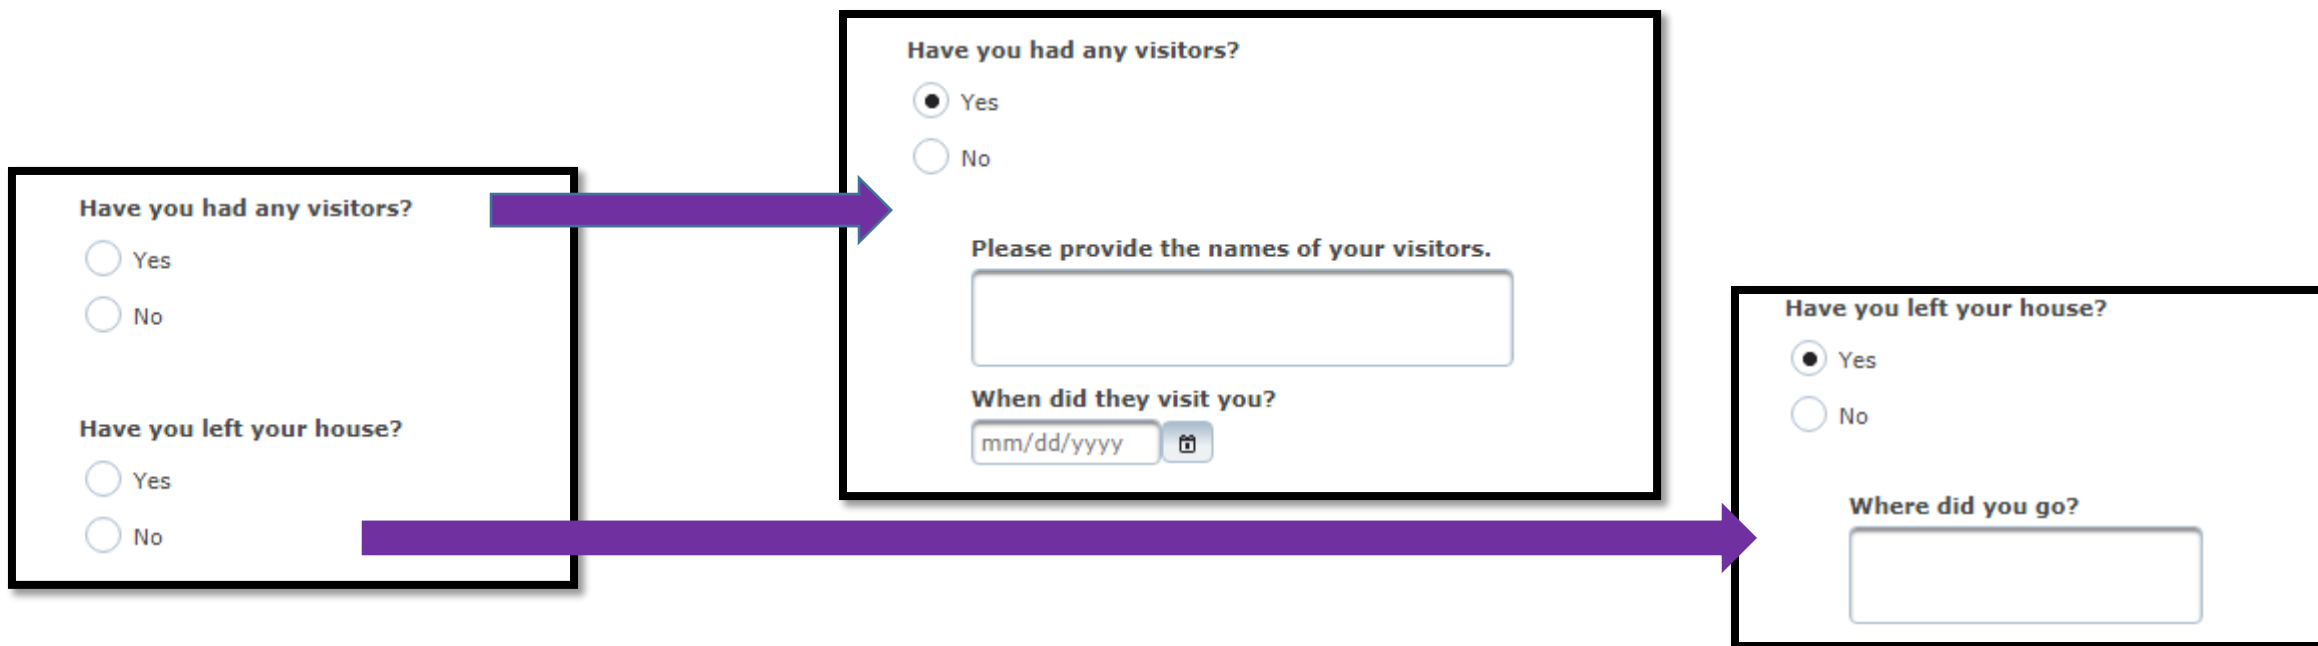 Have you had any visitors?
Yes
No
Have you left your house?
Yes
No
Have you had any visitors?
Yes
No
Please provide the names of your visitors.
When did they visit you?
mm/dd/yyyy
Have you left your house?
Yes
No
Where did you go?